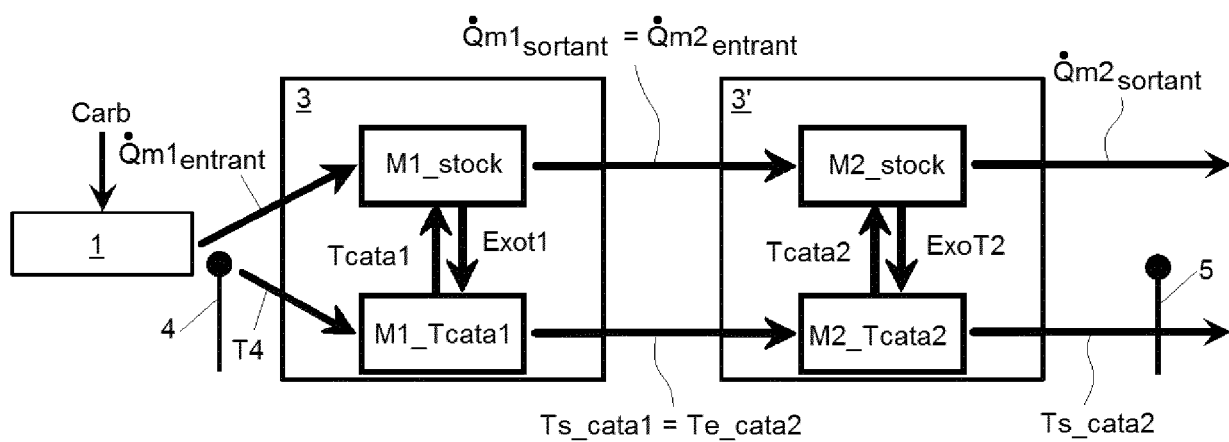 Q̇m1sortant = Q̇m2entrant
Q̇m2sortant
3
3'
Carb
Q̇m1entrant
M1_stock
M2_stock
1
Tcata1
Exot1
Tcata2
ExoT2
5
4
T4
M1_Tcata1
M2_Tcata2
Ts_cata1 = Te_cata2
Ts_cata2